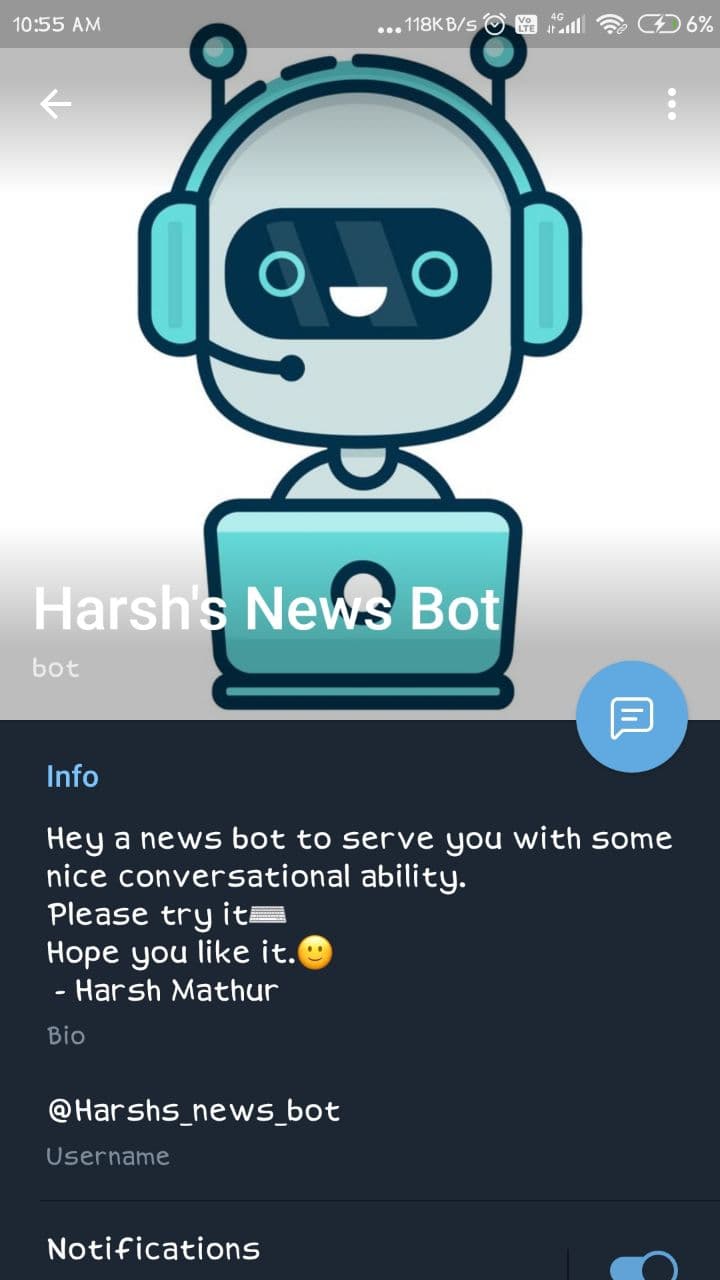 10:55 AM ...118KB/s Vo LTE 4G 6%
Harsh's News Bot
bot
Info
Hey a news bot to serve you with some
nice conversational ability.
Please try it⌨️
Hope you like it.🙂
- Harsh Mathur
Bio
@Harshs_news_bot
Username
Notifications